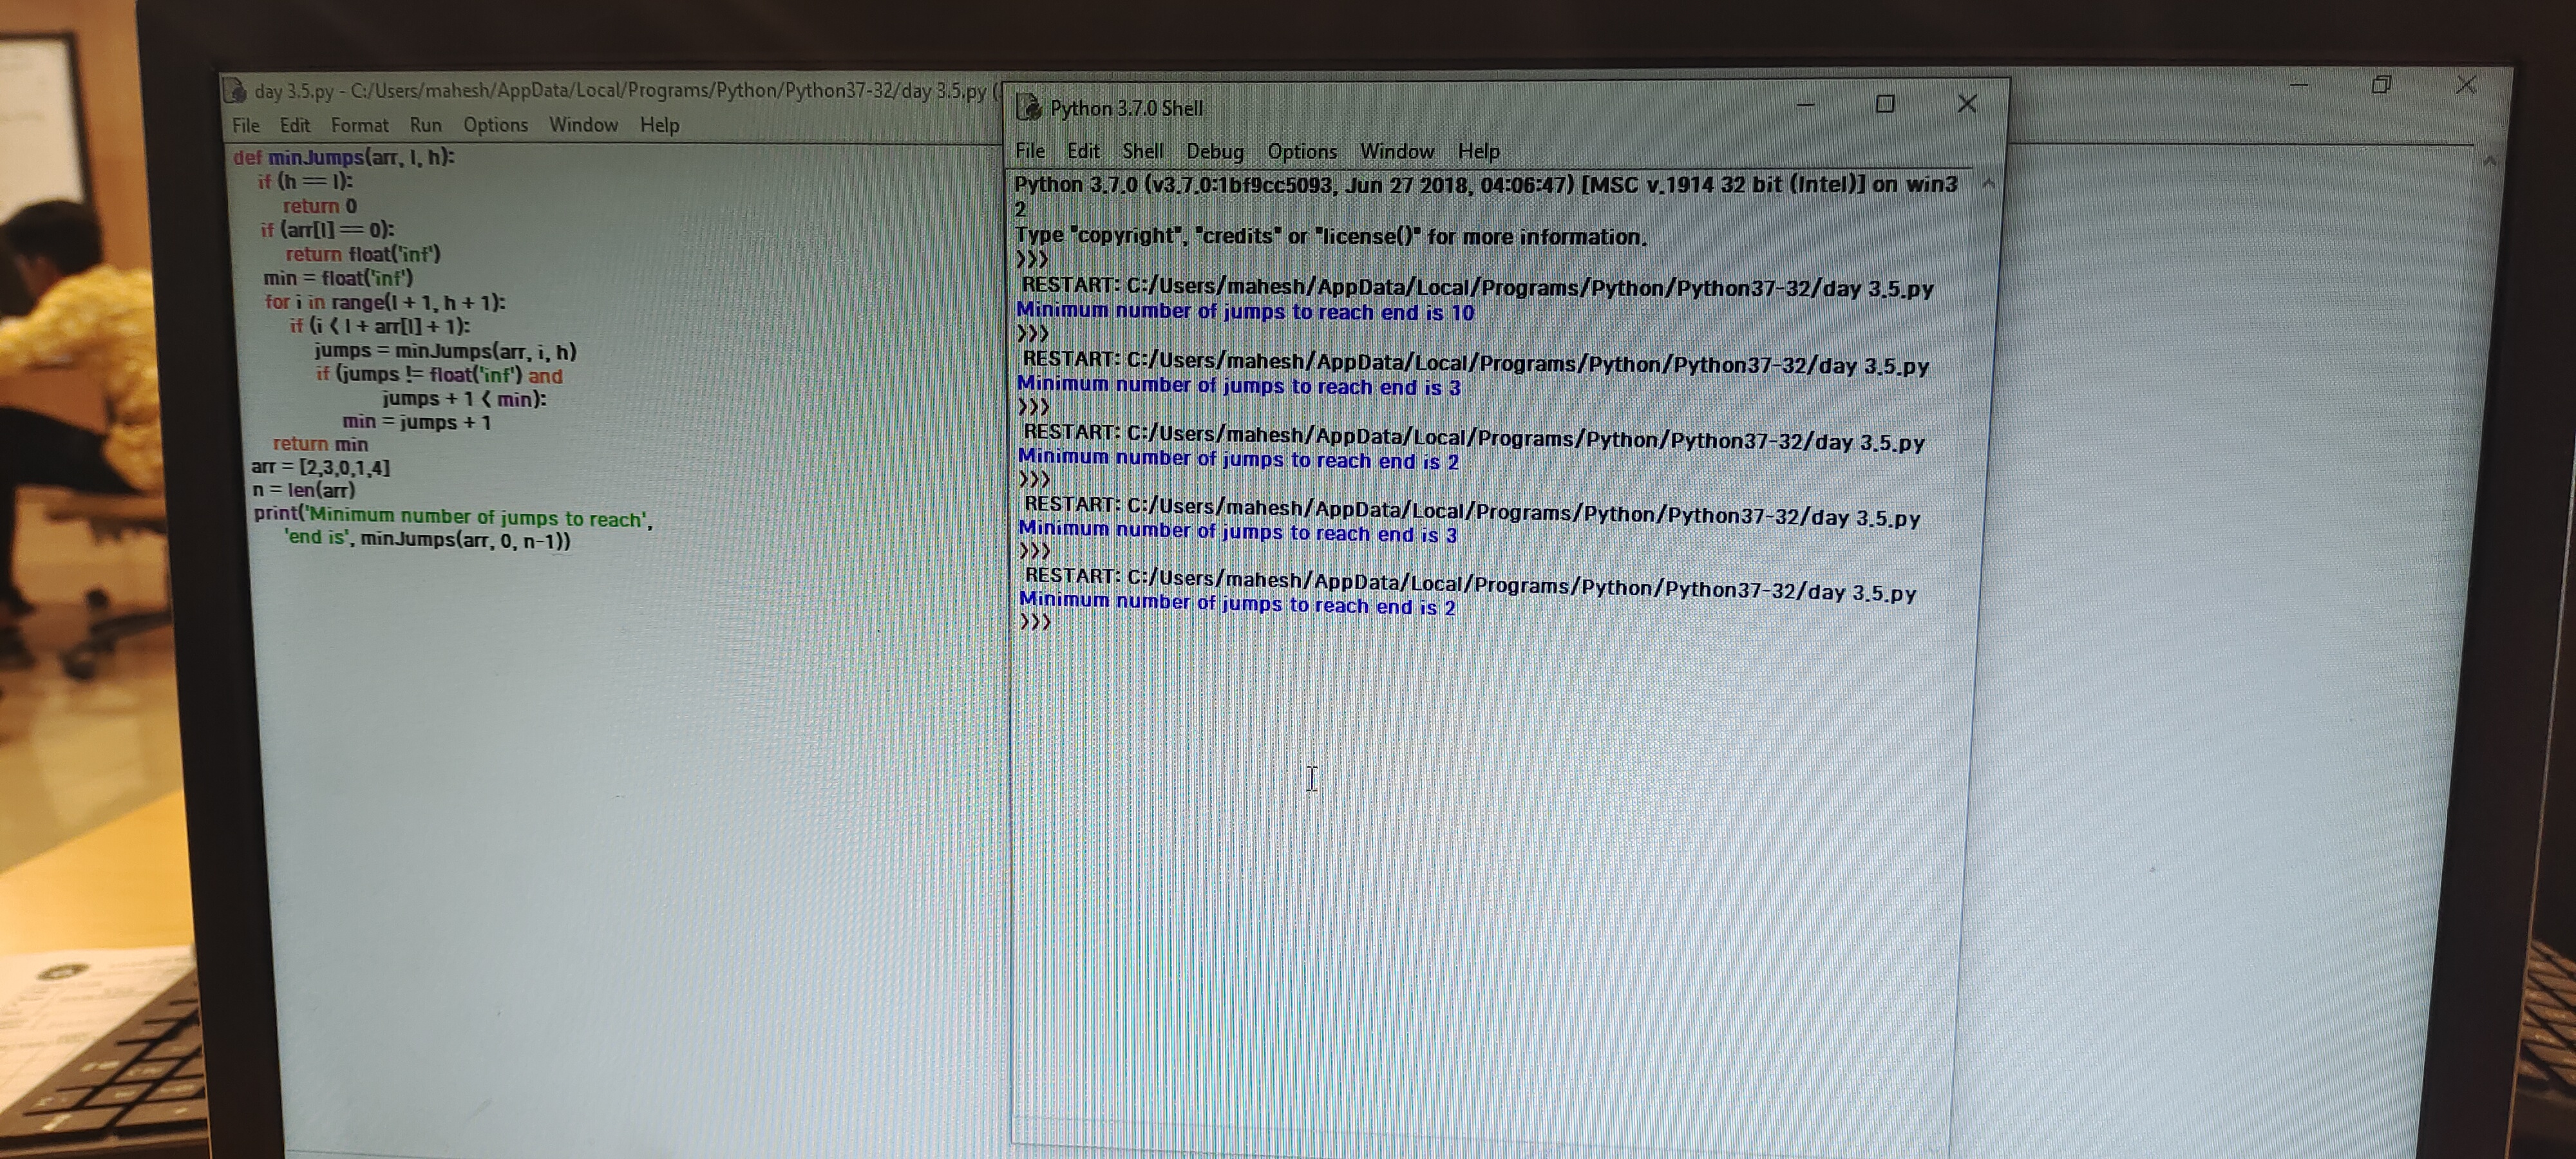 day 3.5.py - C:/Users/mahesh/AppData/Local/Programs/Python/Python37-32/day 3.5.py (
File Edit Format Run Options Window Help
def minJumps(arr, l, h):
    if (h == l):
        return 0
    if (arr[l] == 0):
        return float('inf')
    min = float('inf')
    for i in range(l + 1, h + 1):
        if (i < l + arr[l] + 1):
            jumps = minJumps(arr, i, h)
            if (jumps != float('inf') and
                       jumps + 1 < min):
                min = jumps + 1
    return min
arr = [2,3,0,1,4]
n = len(arr)
print('Minimum number of jumps to reach',
     'end is', minJumps(arr, 0, n-1))
Python 3.7.0 Shell
File Edit Shell Debug Options Window Help
Python 3.7.0 (v3.7.0:1bf9cc5093, Jun 27 2018, 04:06:47) [MSC v.1914 32 bit (Intel)] on win3
2
Type "copyright", "credits" or "license()" for more information.
>>>
RESTART: C:/Users/mahesh/AppData/Local/Programs/Python/Python37-32/day 3.5.py
Minimum number of jumps to reach end is 10
>>>
RESTART: C:/Users/mahesh/AppData/Local/Programs/Python/Python37-32/day 3.5.py
Minimum number of jumps to reach end is 3
>>>
RESTART: C:/Users/mahesh/AppData/Local/Programs/Python/Python37-32/day 3.5.py
Minimum number of jumps to reach end is 2
>>>
RESTART: C:/Users/mahesh/AppData/Local/Programs/Python/Python37-32/day 3.5.py
Minimum number of jumps to reach end is 3
>>>
RESTART: C:/Users/mahesh/AppData/Local/Programs/Python/Python37-32/day 3.5.py
Minimum number of jumps to reach end is 2
>>>